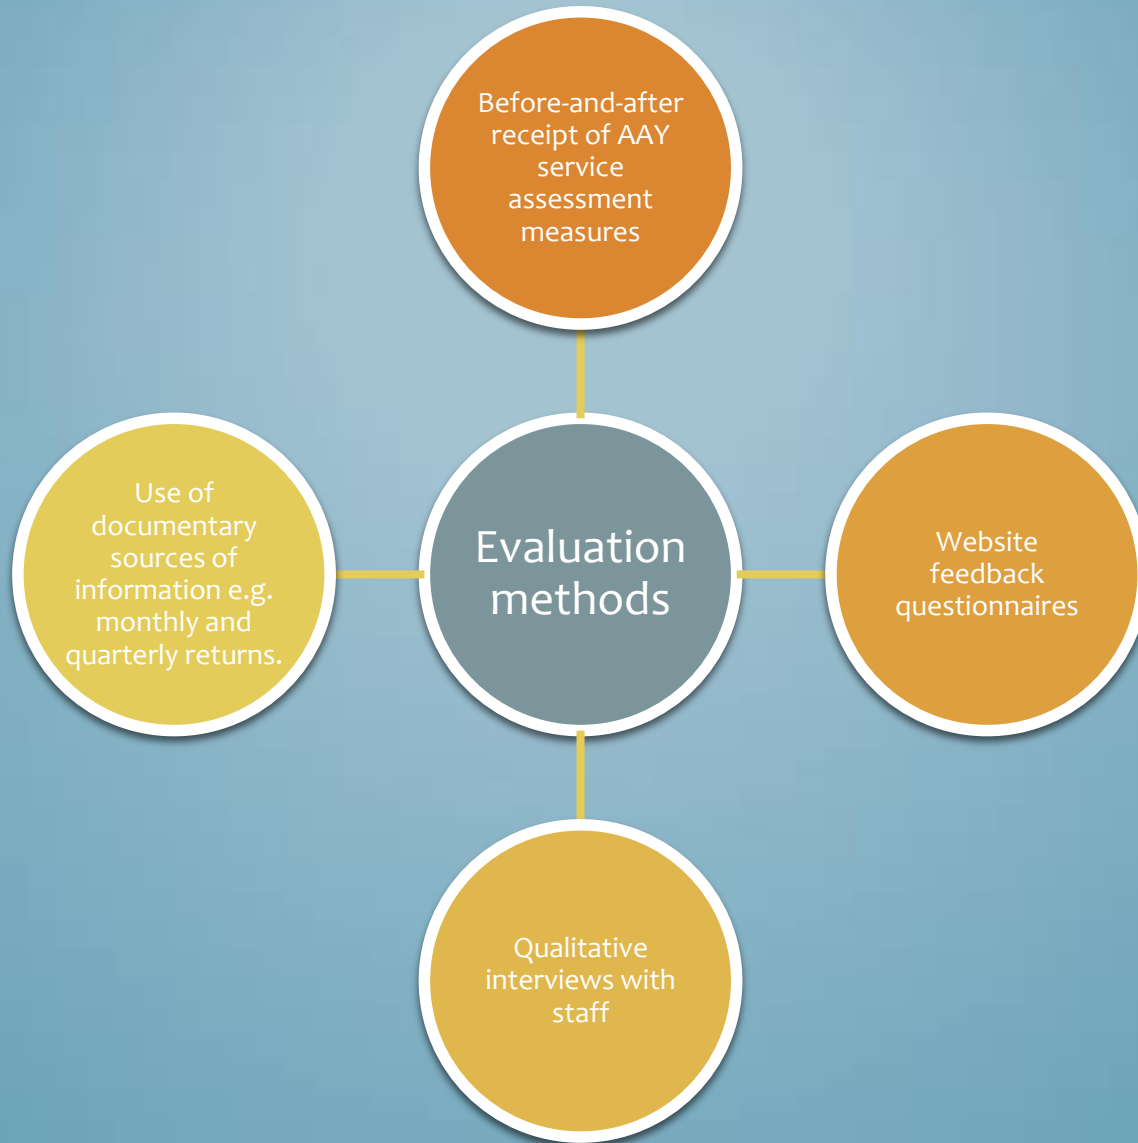 Before-and-after
receipt of AAY
service
assessment
measures
Use of
documentary
sources of
information e.g.
monthly and
quarterly returns.
Evaluation
methods
Website
feedback
questionnaires
Qualitative
interviews with
staff